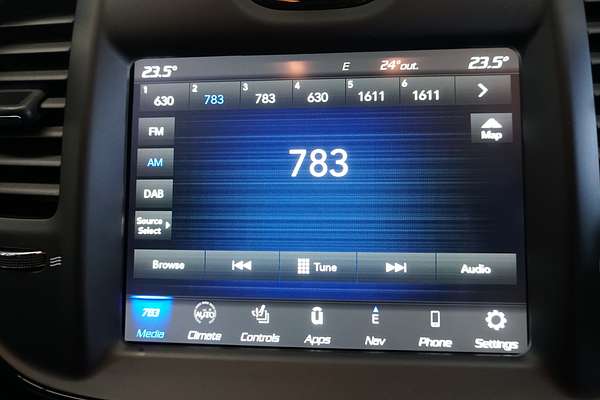 23.5° E 24°out. 23.5°
1 630 2 783 3 783 4 630 5 1611 6 1611
FM
Map
783
AM
DAB
Source
Select
Browse Tune Audio
783 AUTO E
Media Climate Controls Apps Nav Phone Settings